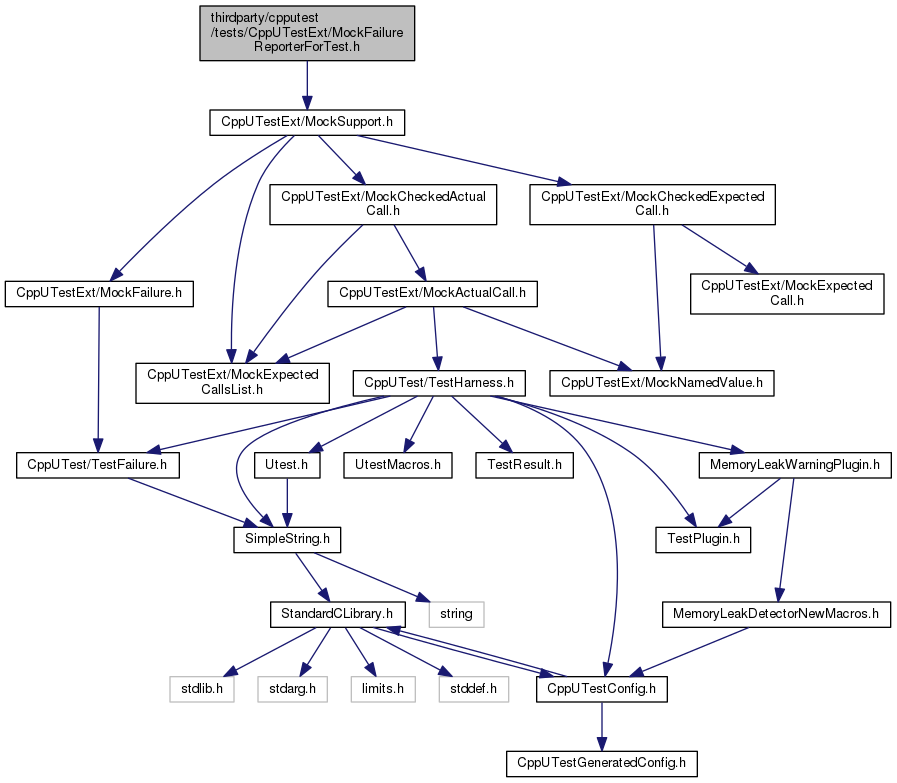 thirdparty/cpputest
/tests/CppUTestExt/MockFailure
ReporterForTest.h
CppUTestExt/MockSupport.h
CppUTestExt/MockCheckedActual
Call.h
CppUTestExt/MockCheckedExpected
Call.h
CppUTestExt/MockFailure.h
CppUTestExt/MockActualCall.h
CppUTestExt/MockExpected
Call.h
CppUTestExt/MockExpected
CallsList.h
CppUTest/TestHarness.h
CppUTestExt/MockNamedValue.h
CppUTest/TestFailure.h
Utest.h
UtestMacros.h
TestResult.h
MemoryLeakWarningPlugin.h
SimpleString.h
TestPlugin.h
StandardCLibrary.h
string
MemoryLeakDetectorNewMacros.h
stdlib.h
stdarg.h
limits.h
stddef.h
CppUTestConfig.h
CppUTestGeneratedConfig.h